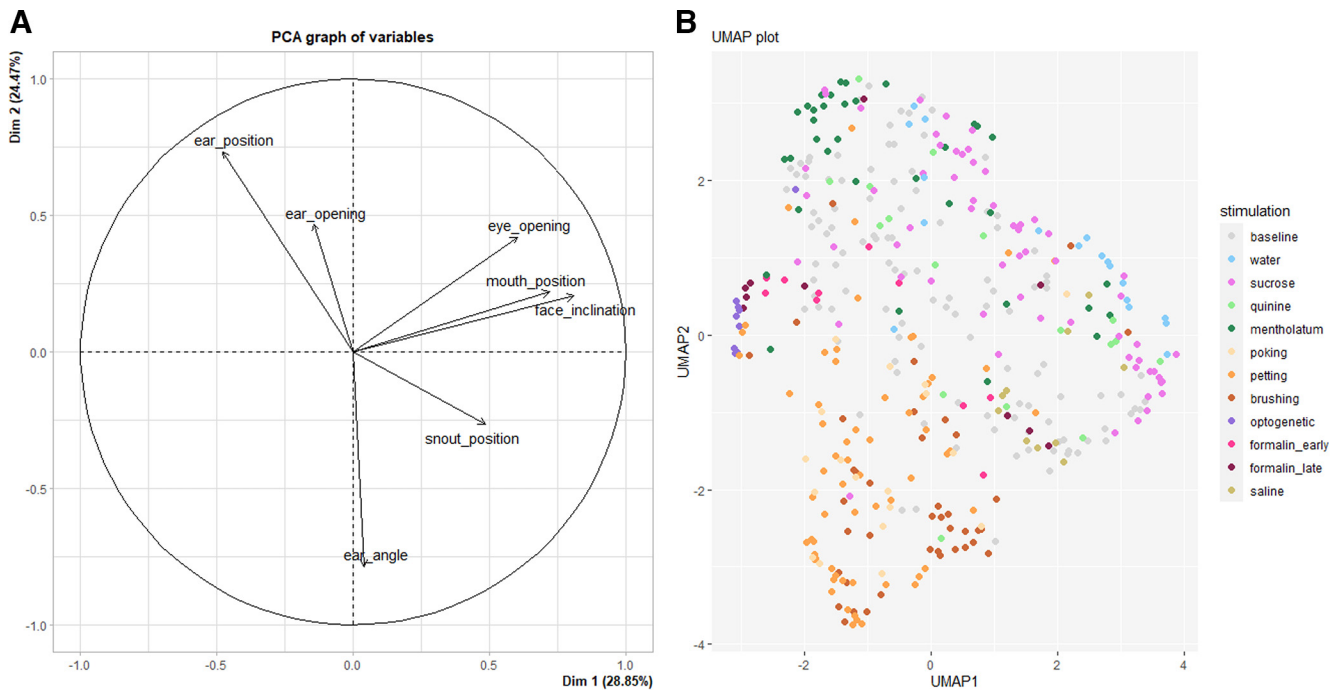 A
PCA graph of variables
Dim 2 (24.47%)
1.0
0.5
0.0
-0.5
-1.0
ear_position
ear_opening
eye_opening
mouth_position
face_inclination
snout_position
ear_angle
-1.0 -0.5 0.0 0.5 1.0
Dim 1 (28.85%)
B
UMAP plot
UMAP2
2
0
-2
-4
-2 0 2 4
UMAP1
stimulation
baseline
water
sucrose
quinine
mentholatum
poking
petting
brushing
optogenetic
formalin_early
formalin_late
saline